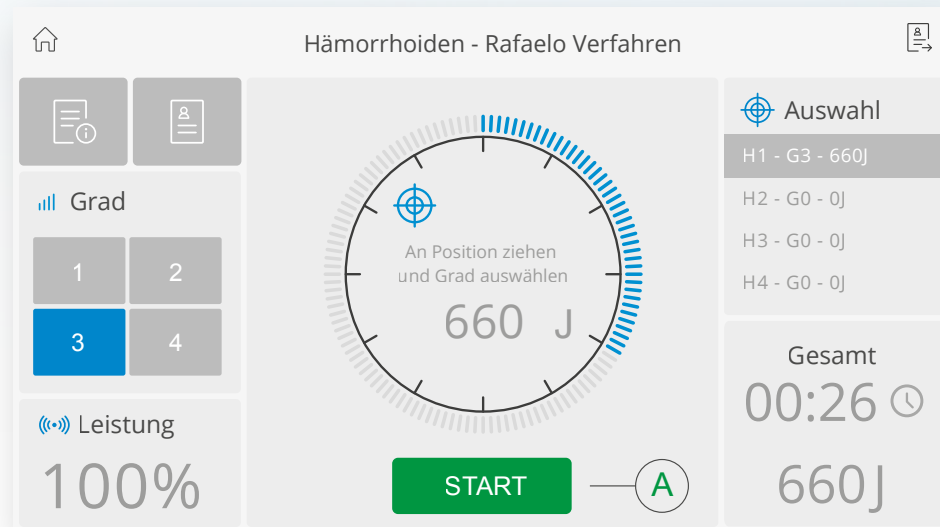 Hämorrhoiden - Rafaelo Verfahren
Grad
1
2
3
4
Leistung
100%
An Position ziehen
und Grad auswählen
660 J
START
A
Auswahl
H1 - G3 - 660J
H2 - G0 - 0J
H3 - G0 - 0J
H4 - G0 - 0J
Gesamt
00:26
660J